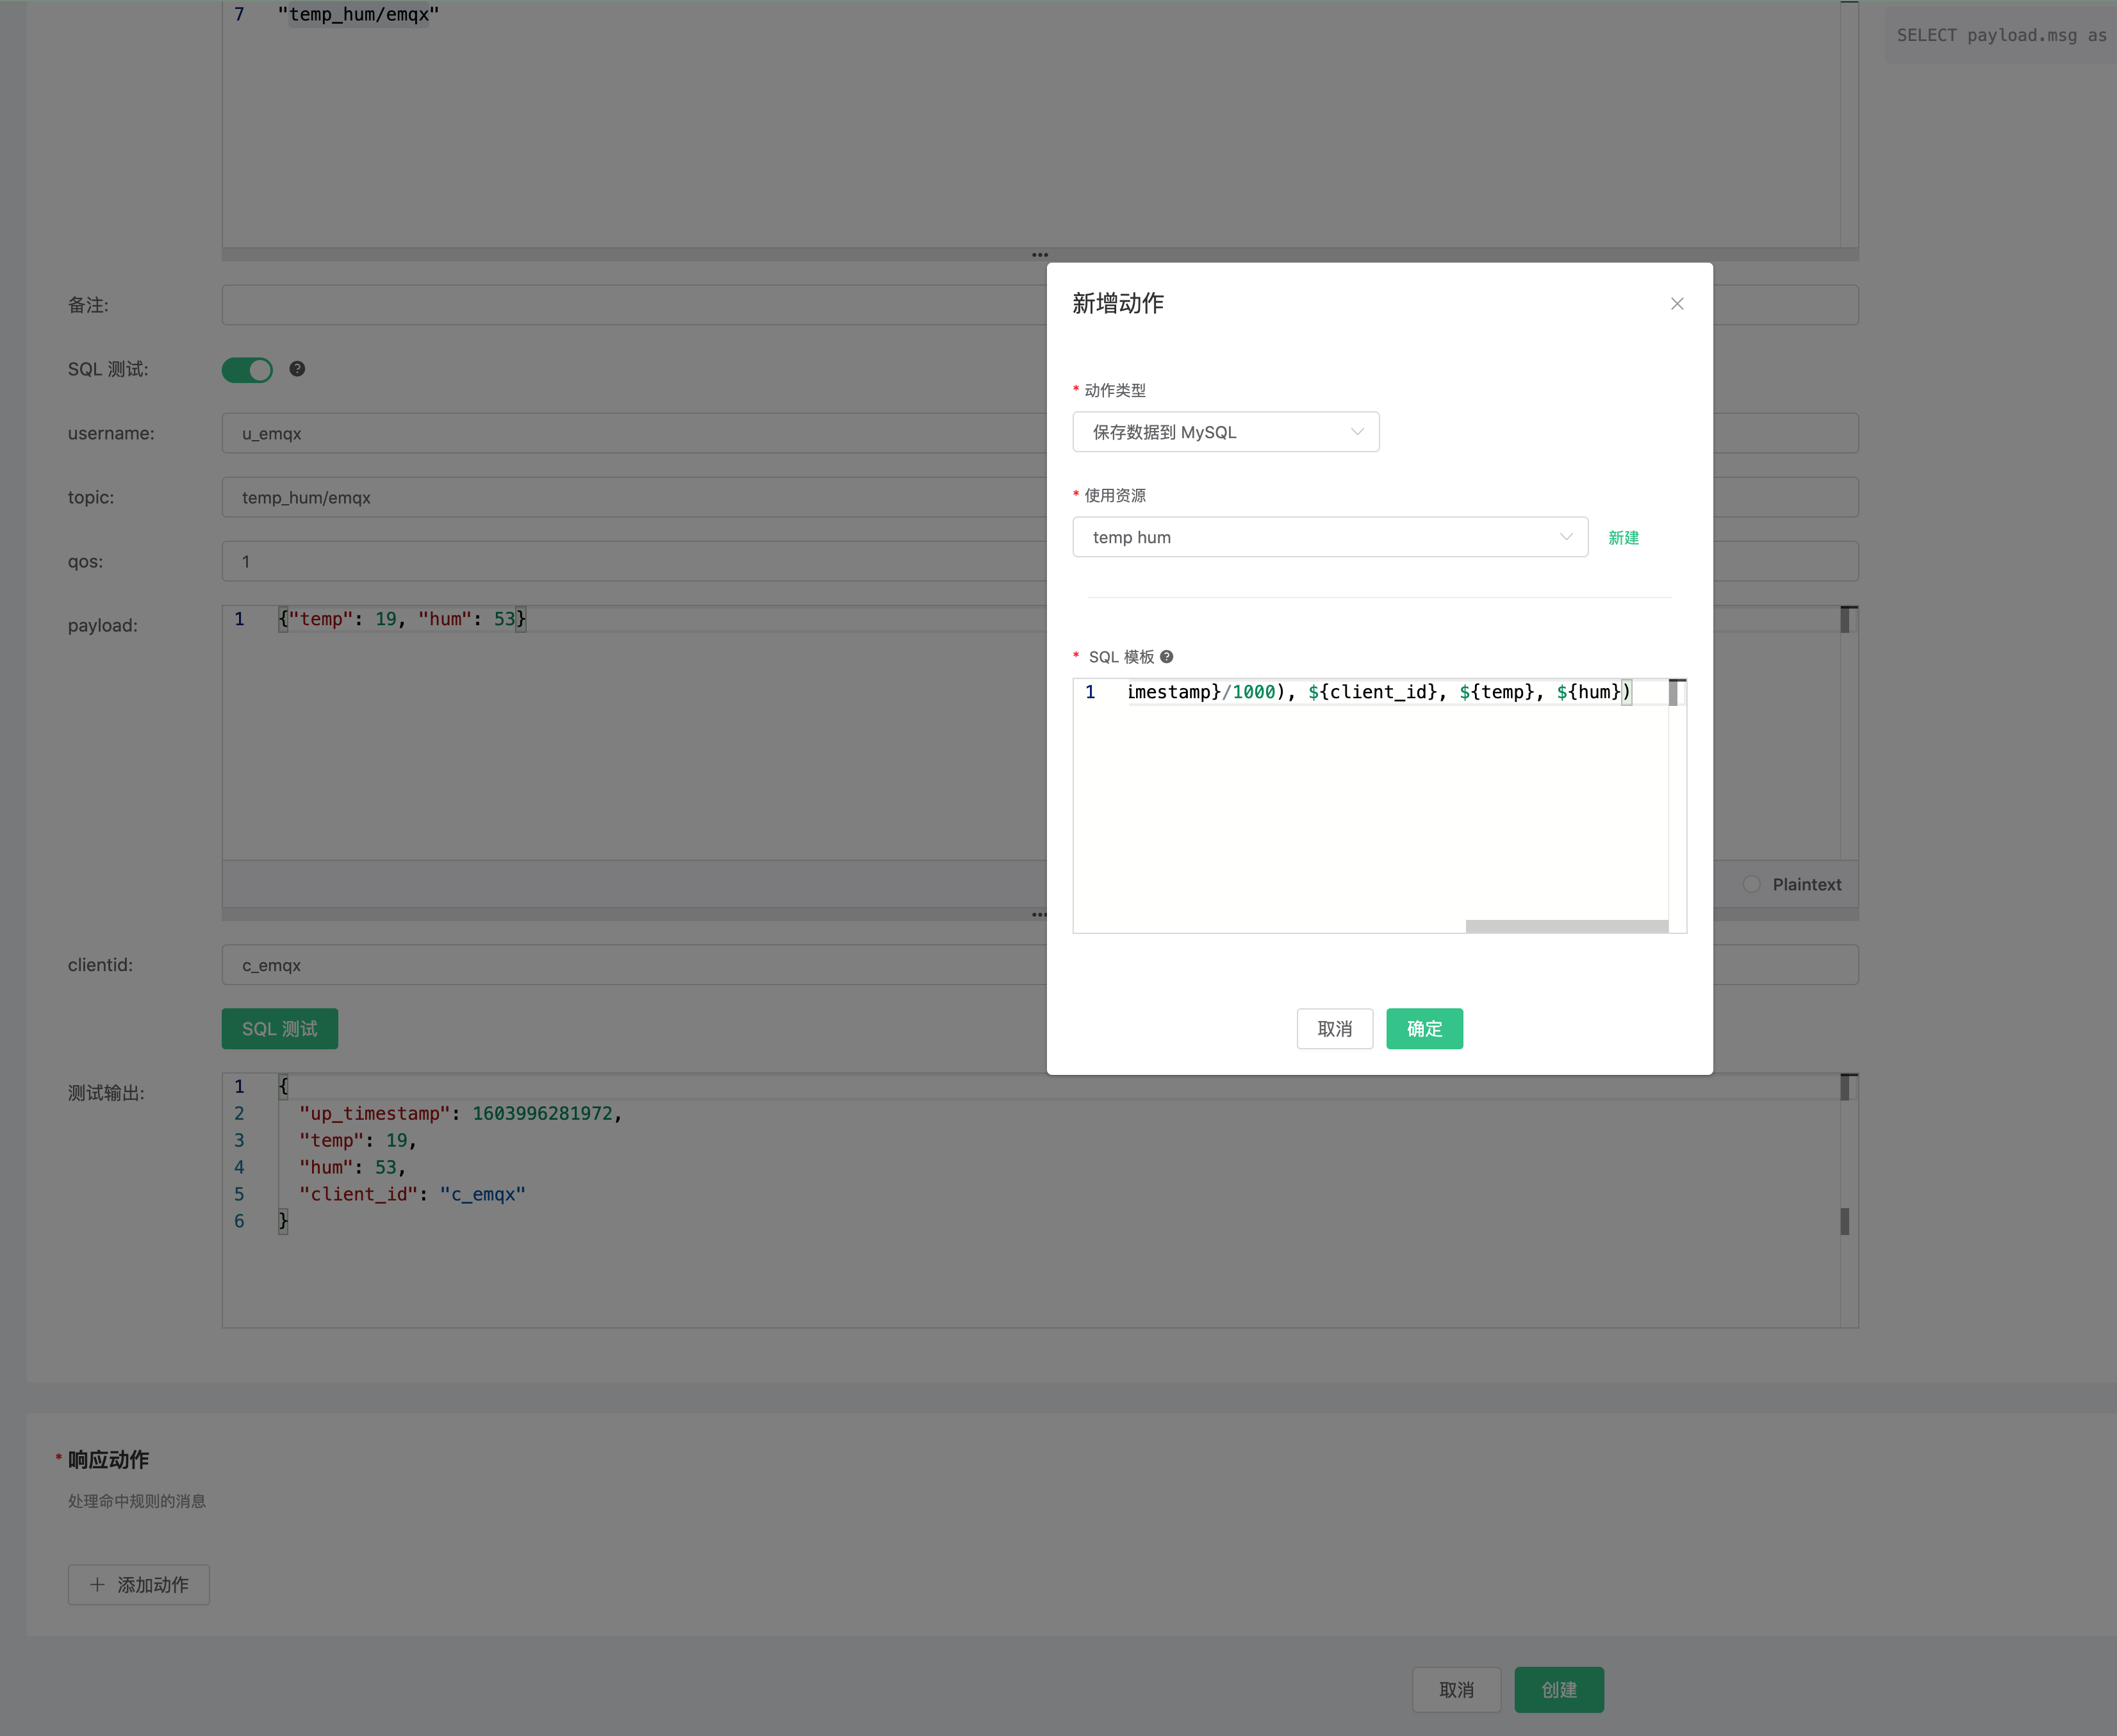 7 "temp_hum/emqx"
SELECT payload.msg as
备注:
SQL 测试:
username: u_emqx
topic: temp_hum/emqx
qos: 1
payload: 1 {"temp": 19, "hum": 53}
Plaintext
clientid: c_emqx
SQL 测试
测试输出:
1 {
2 "up_timestamp": 1603996281972,
3 "temp": 19,
4 "hum": 53,
5 "client_id": "c_emqx"
6 }
* 响应动作
处理命中规则的消息
添加动作
取消
创建
新增动作
* 动作类型
保存数据到 MySQL
* 使用资源
temp hum
新建
* SQL 模板
1 imestamp}/1000), ${client_id}, ${temp}, ${hum})
取消
确定